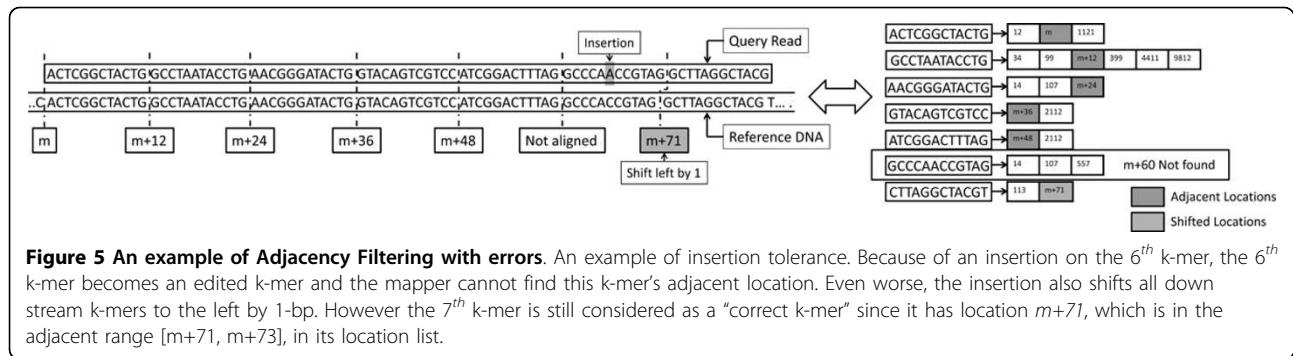 Insertion
Query Read
ACTCGGCTACTG GCCTAATACCTG AACGGGATACTG GTACAGTCGTCC ATCGGACTTTAG GCCCAACCGTAG GCTTAGGCTACG
..C ACTCGGCTACTG GCCTAATACCTG AACGGGATACTG GTACAGTCGTCC ATCGGACTTTAG GCCCACCGTAG GCTTAGGCTACG T... .
m
m+12
m+24
m+36
m+48
Not aligned
m+71
Reference DNA
Shift left by 1
ACTCGGCTACTG 12 m 1121
GCCTAATACCTG 34 99 m+12 399 4411 9812
AACGGGATACTG 14 107 m+24
GTACAGTCGTCC m+36 2112
ATCGGACTTTAG m+48 2112
GCCCAACCGTAG 14 107 557 m+60 Not found
CTTAGGCTACGT 113 m+71
Adjacent Locations
Shifted Locations
Figure 5 An example of Adjacency Filtering with errors. An example of insertion tolerance. Because of an insertion on the 6th k-mer, the 6th
k-mer becomes an edited k-mer and the mapper cannot find this k-mer's adjacent location. Even worse, the insertion also shifts all down
stream k-mers to the left by 1-bp. However the 7th k-mer is still considered as a "correct k-mer" since it has location m+71, which is in the
adjacent range [m+71, m+73], in its location list.